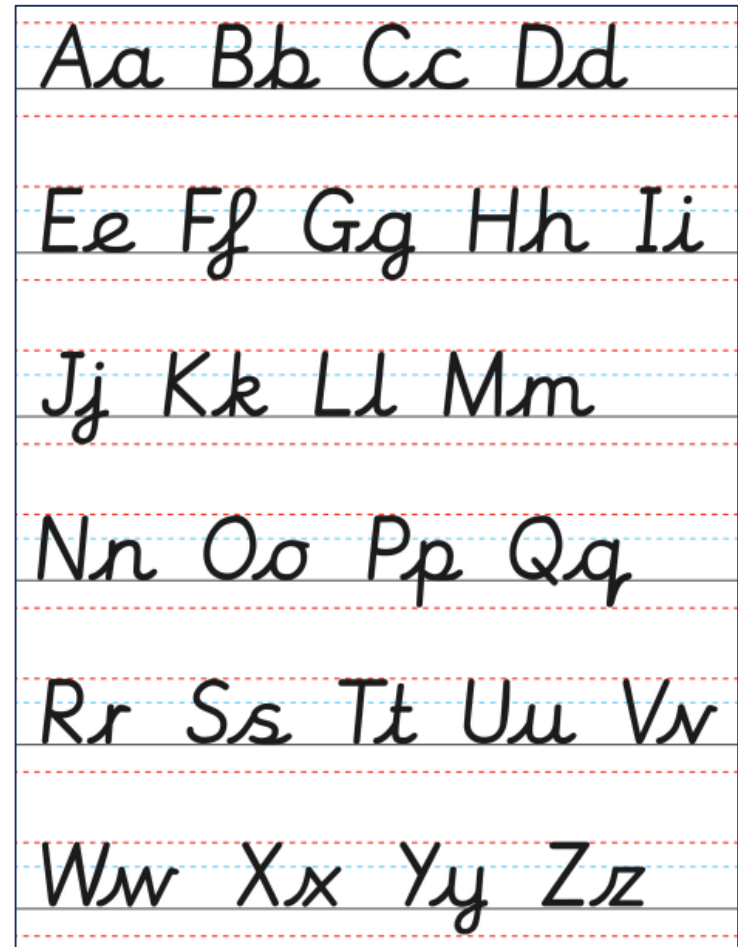 Aa Bb Cc Dd
Ee Ff Gg Hh Ii
Jj Kk Ll Mm
Nn Oo Pp Qq
Rr Ss Tt Uu Vv
Ww Xx Yy Zz